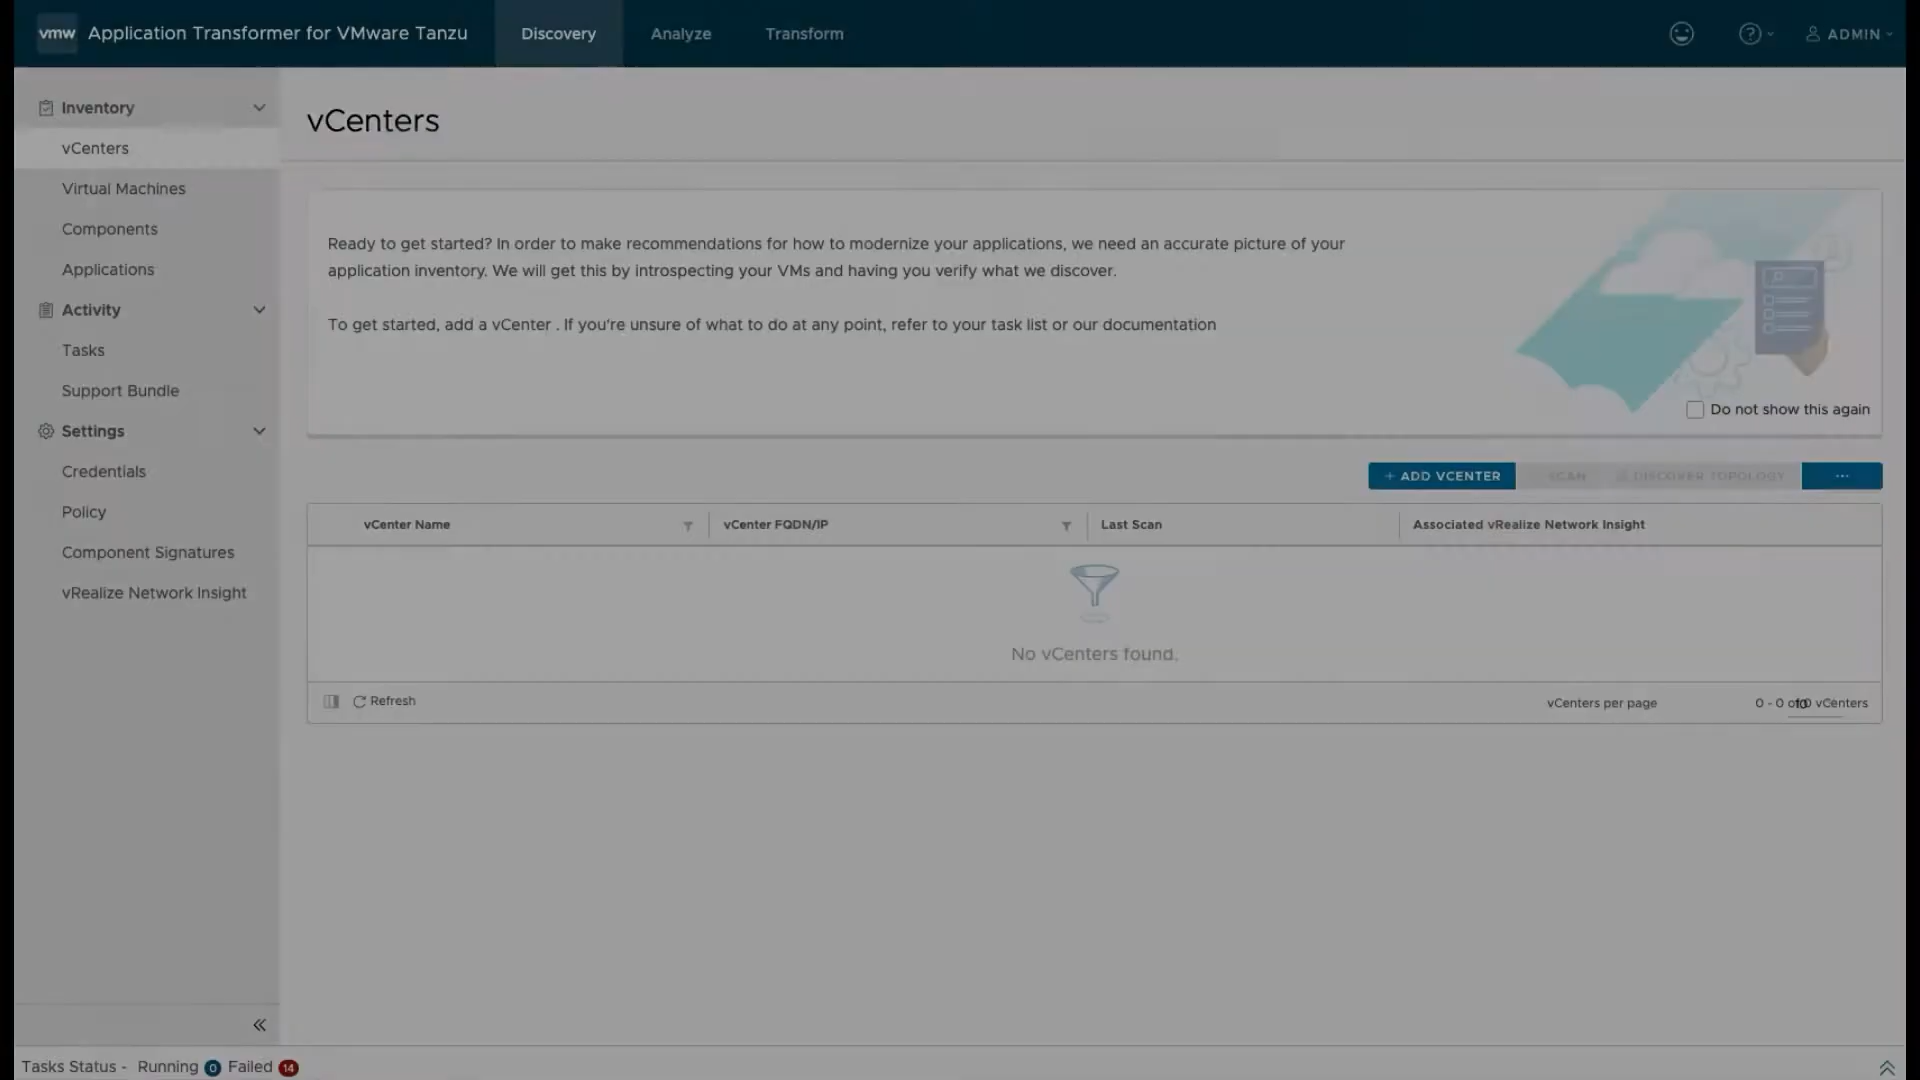 vmw Application Transformer for VMware Tanzu Discovery Analyze Transform ADMIN
Inventory
vCenters
Virtual Machines
Components
Applications
Activity
Tasks
Support Bundle
Settings
Credentials
Policy
Component Signatures
vRealize Network Insight
vCenters
Ready to get started? In order to make recommendations for how to modernize your applications, we need an accurate picture of your
application inventory. We will get this by introspecting your VMs and having you verify what we discover.
To get started, add a vCenter . If you're unsure of what to do at any point, refer to your task list or our documentation
Do not show this again
+ ADD VCENTER SCAN DISCOVER TOPOLOGY ...
vCenter Name vCenter FQDN/IP Last Scan Associated vRealize Network Insight
No vCenters found.
Refresh vCenters per page 10 0 - 0 of 0 vCenters
Tasks Status - Running 0 Failed 14